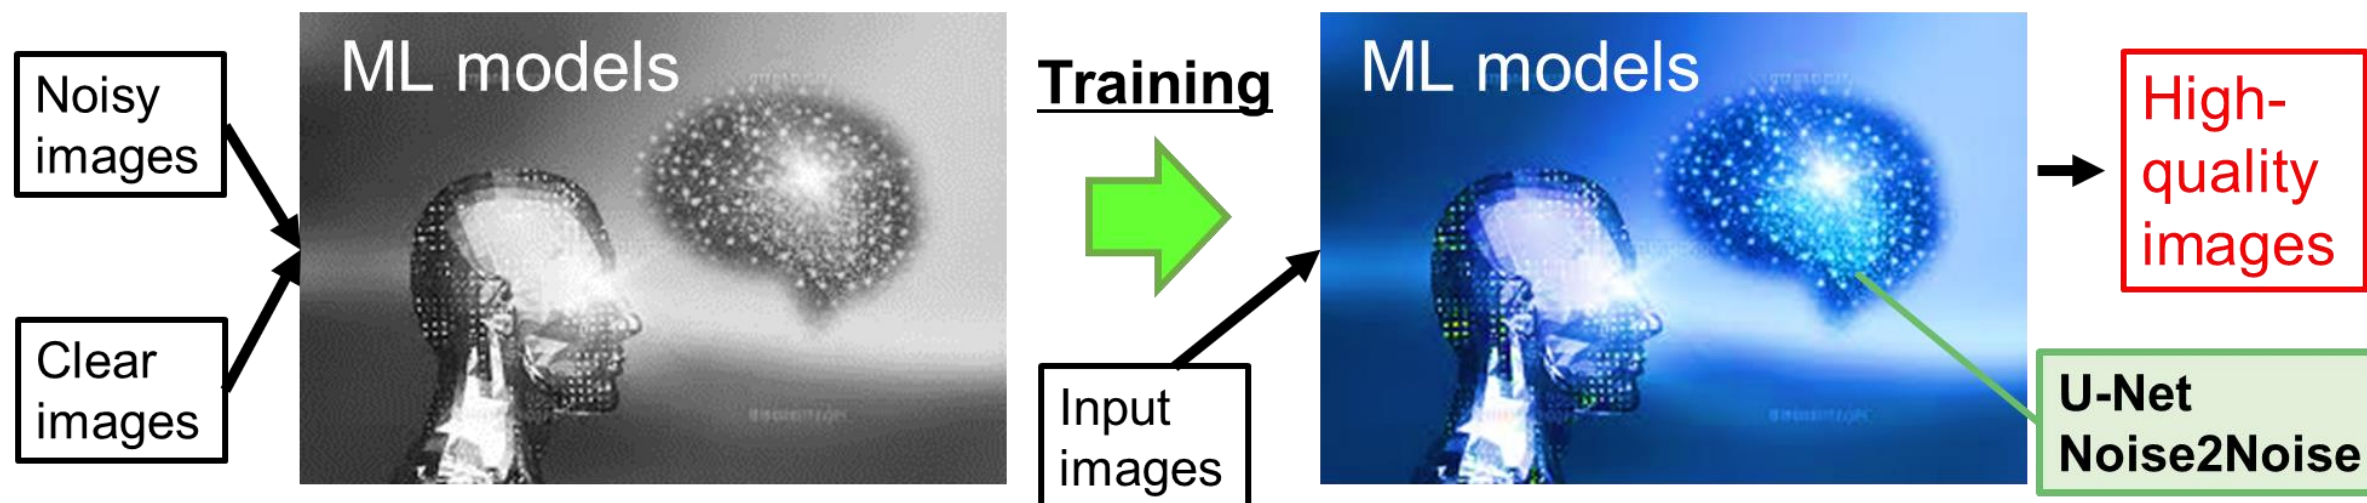 Noisy
images
Clear
images
ML models
Training
Input
images
ML models
High-
quality
images
U-Net
Noise2Noise